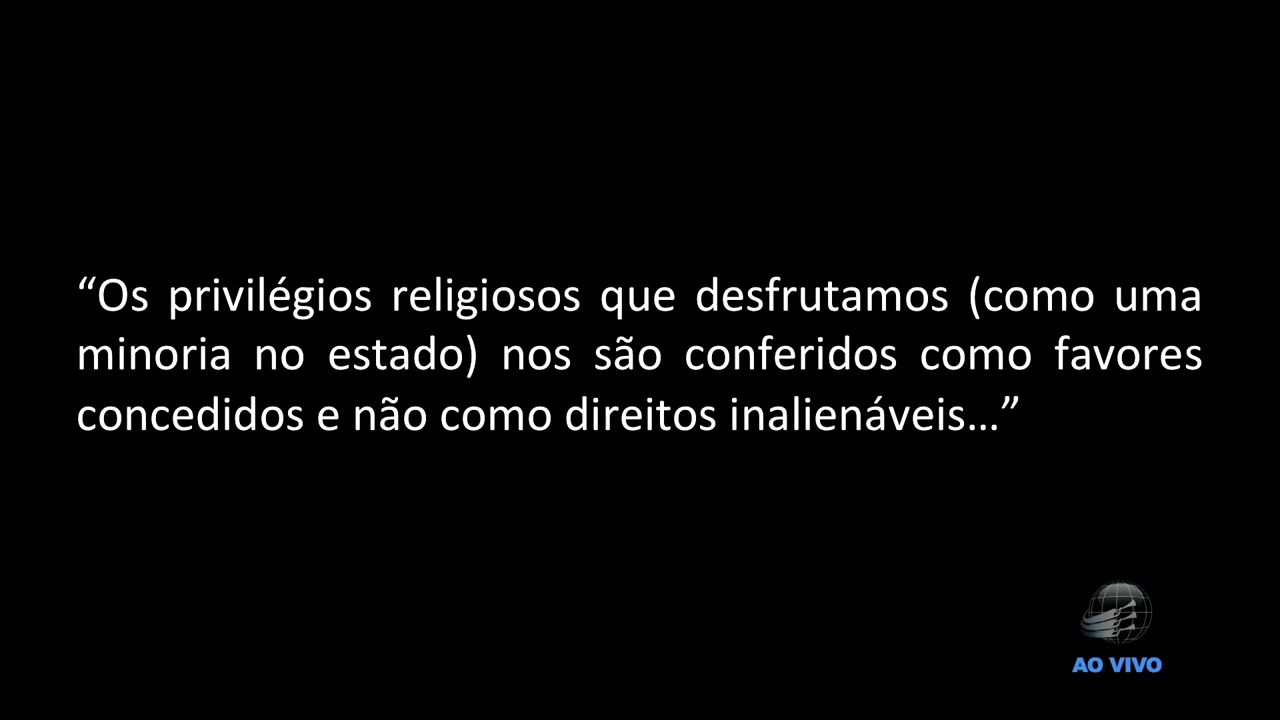 “Os privilégios religiosos que desfrutamos (como uma
minoria no estado) nos são conferidos como favores
concedidos e não como direitos inalienáveis...”
AO VIVO